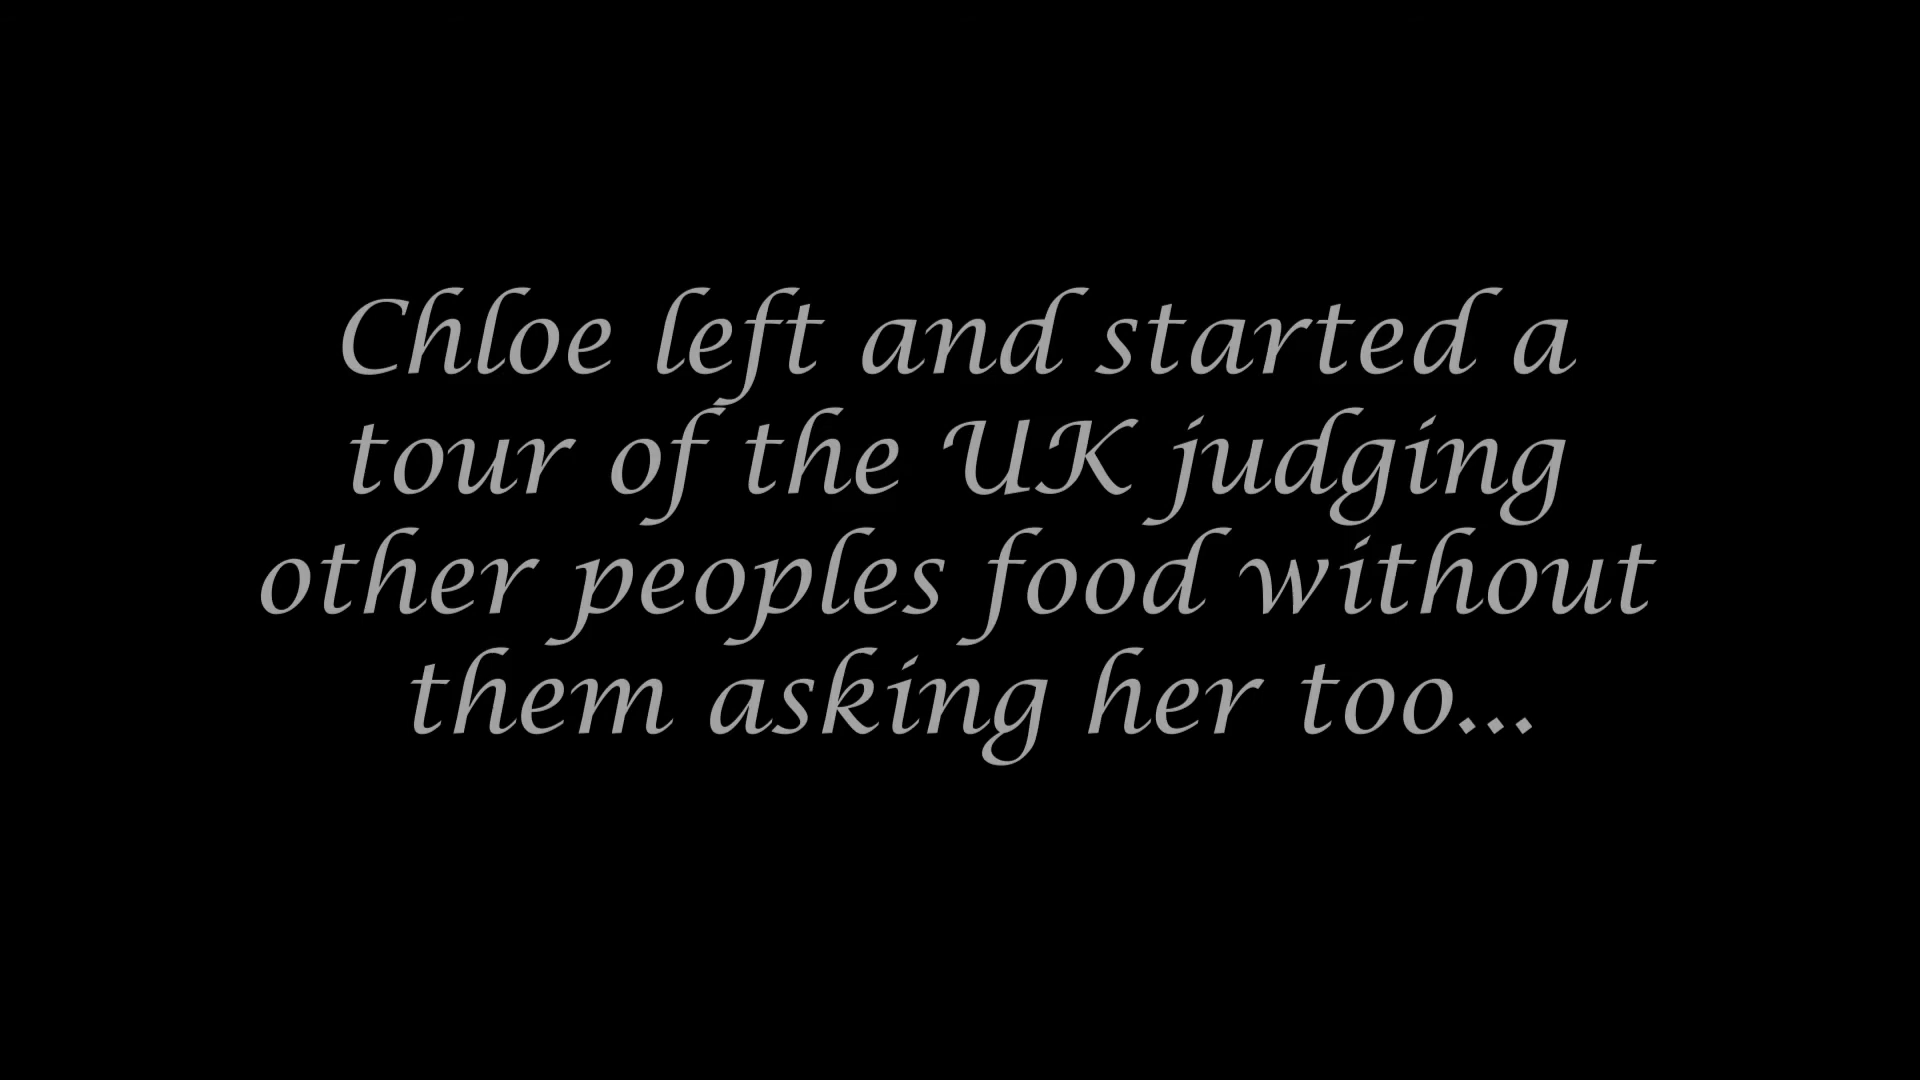 Chloe left and started a
tour of the UK judging
other peoples food without
them asking her too...